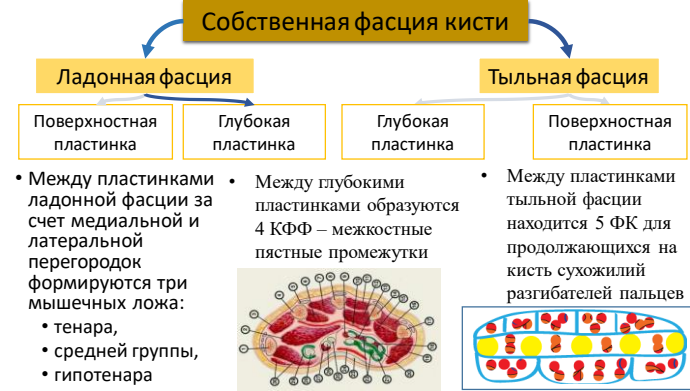 Собственная фасция кисти
Ладонная фасция
Тыльная фасция
Поверхностная
пластинка
Глубокая
пластинка
Глубокая
пластинка
Поверхностная
пластинка
• Между пластинками
ладонной фасции за
счет медиальной и
латеральной
перегородок
формируются три
мышечных ложа:
• тенара,
• средней группы,
• гипотенара
• Между глубокими
пластинками образуются
4 КФФ – межкостные
пястные промежутки
• Между пластинками
тыльной фасции
находится 5 ФК для
продолжающихся на
кисть сухожилий
разгибателей пальцев